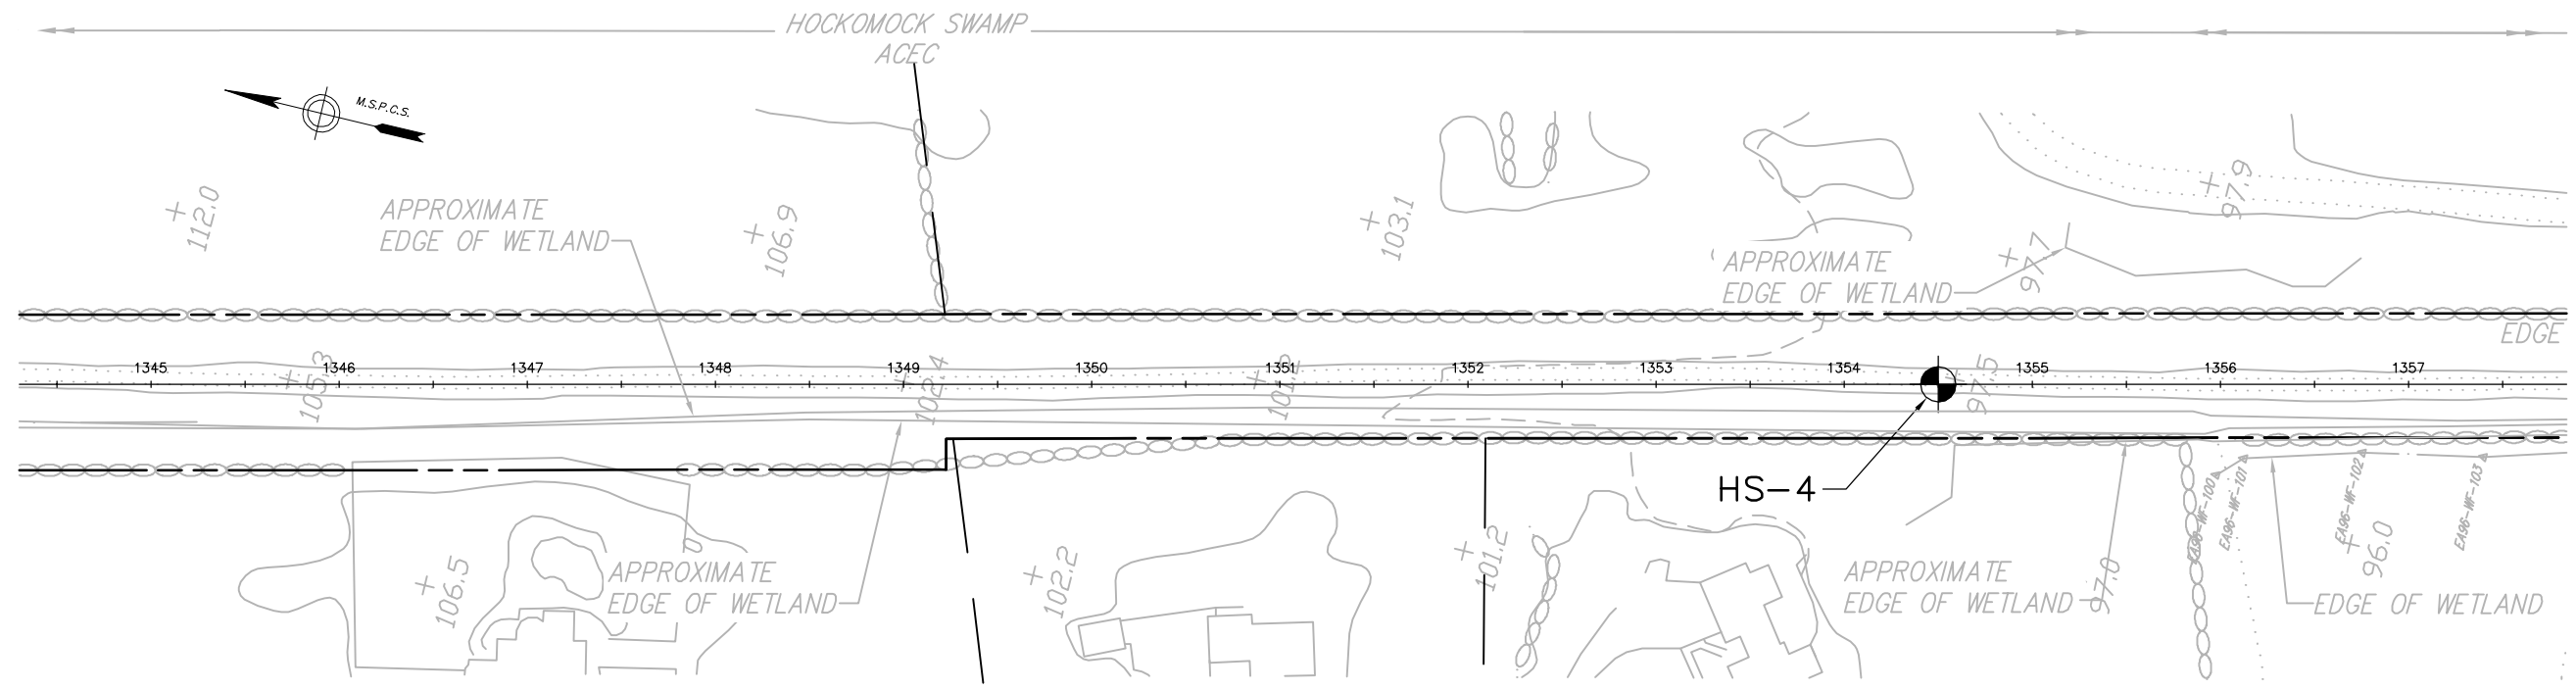 HOCKOMOCK SWAMP
ACEC
M.S.P.C.S.
112.0
APPROXIMATE
EDGE OF WETLAND
106.9
103.1
APPROXIMATE
EDGE OF WETLAND
97.7
97.9
EDGE
1345
105.3
1346
1347
1348
1349
102.4
1350
1351
1352
1353
1354
97.5
1355
1356
1357
HS-4
106.5
0
APPROXIMATE
EDGE OF WETLAND
102.2
101.2
APPROXIMATE
EDGE OF WETLAND
97.0
EA96-WF-100
EA96-WF-101
EA96-WF-102
EA96-WF-103
96.0
EDGE OF WETLAND